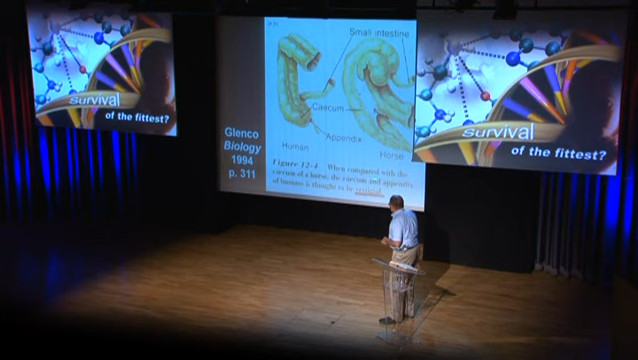 Survival
of the fittest?
Glenco
Biology
1994
p. 311
Small intestine
Caecum
Appendix
Human
Horse
Figure 12-4 When compared with the
caecum of a horse, the caecum and appendix
of humans is thought to be vestigial.
Survival
of the fittest?